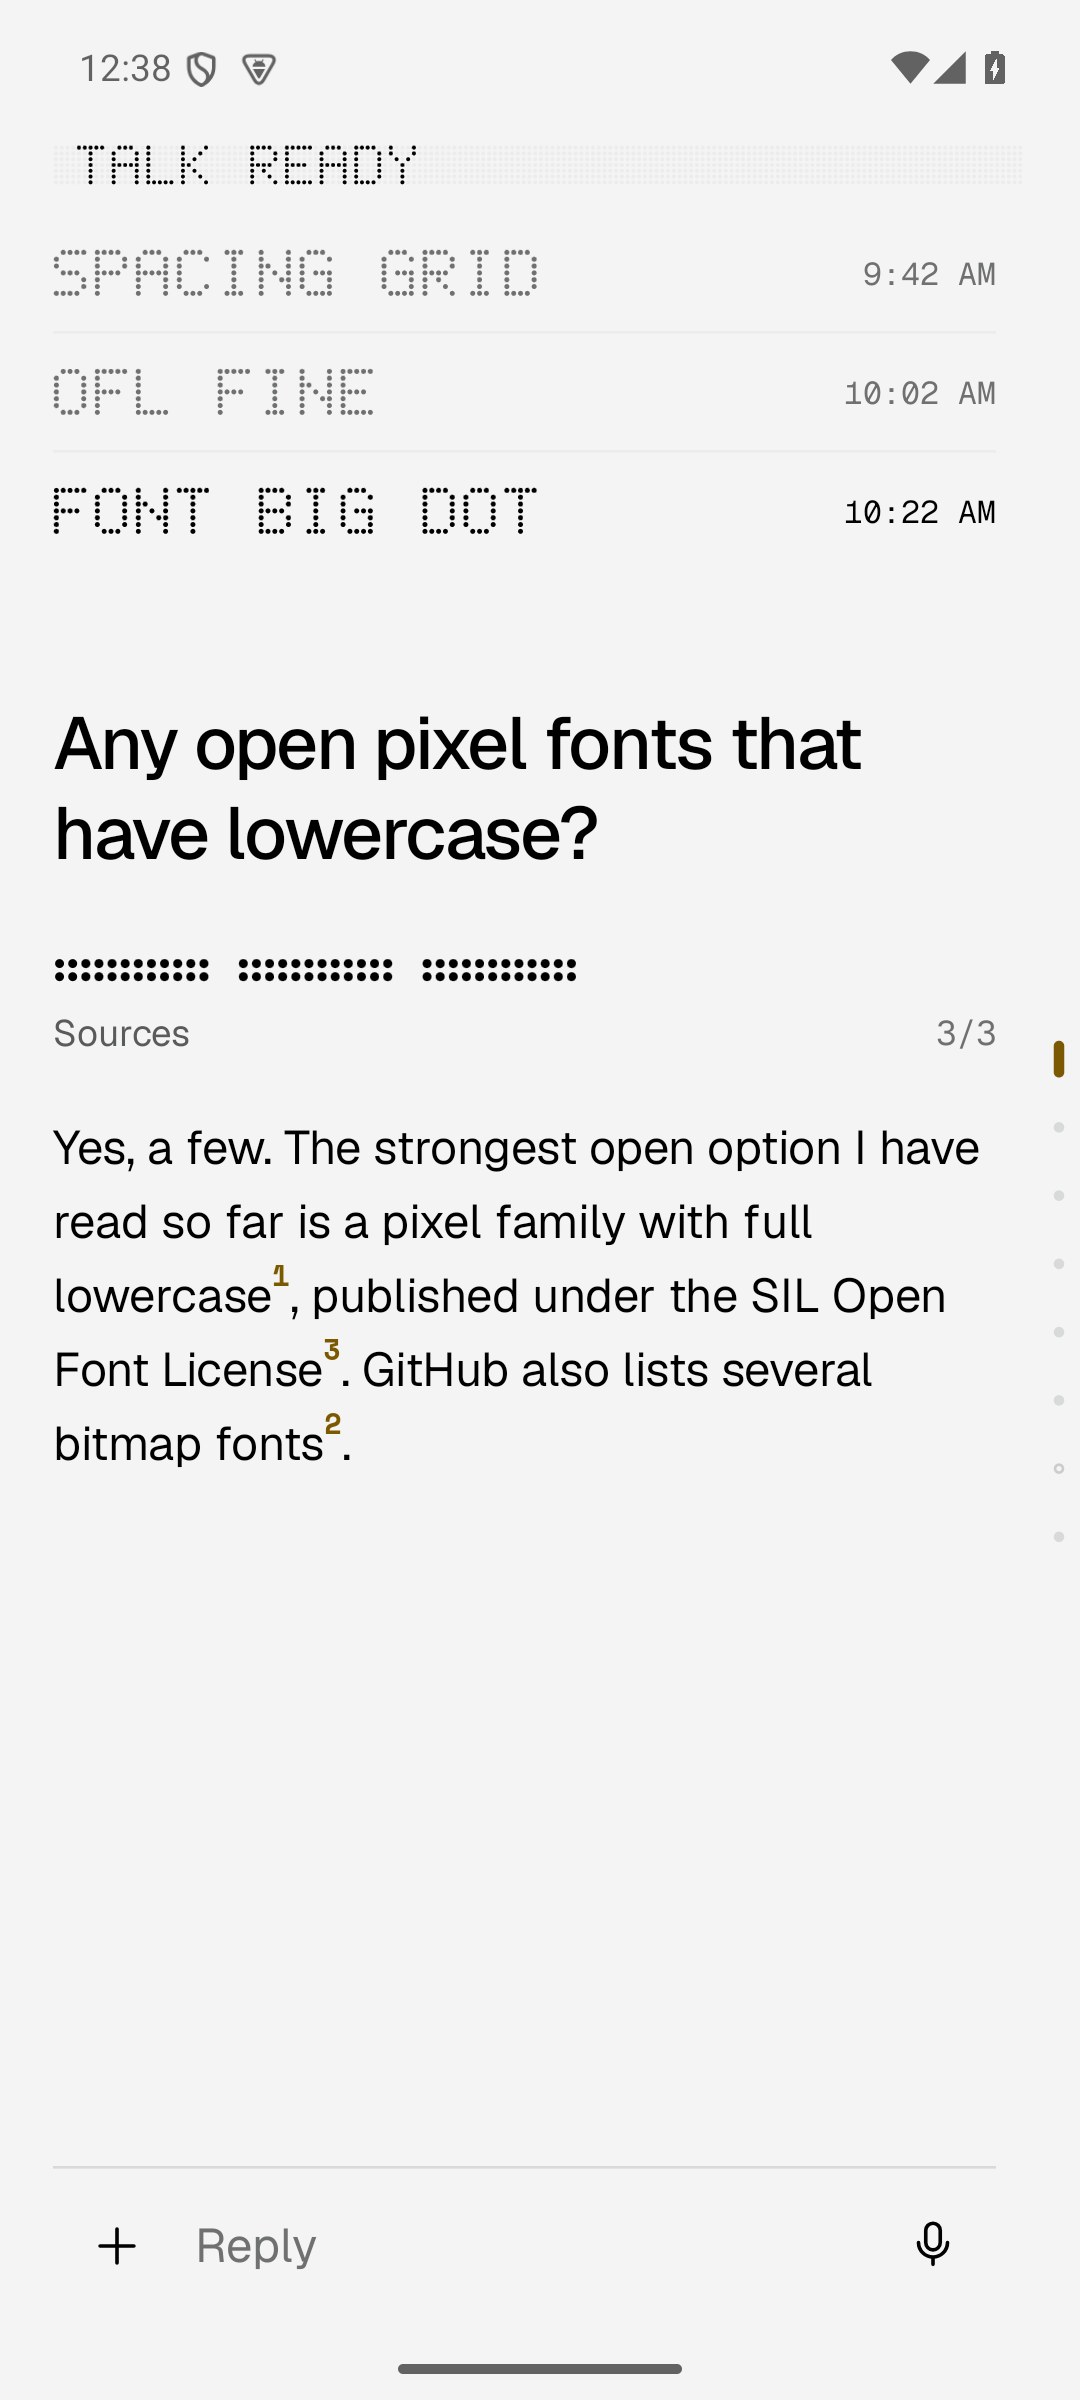 12:38
TALK READY
SPACING GRID 9:42 AM
OFL FINE 10:02 AM
FONT BIG DOT 10:22 AM
Any open pixel fonts that
have lowercase?
Sources 3/3
Yes, a few. The strongest open option I have
read so far is a pixel family with full
lowercase1, published under the SIL Open
Font License3. GitHub also lists several
bitmap fonts2.
Reply